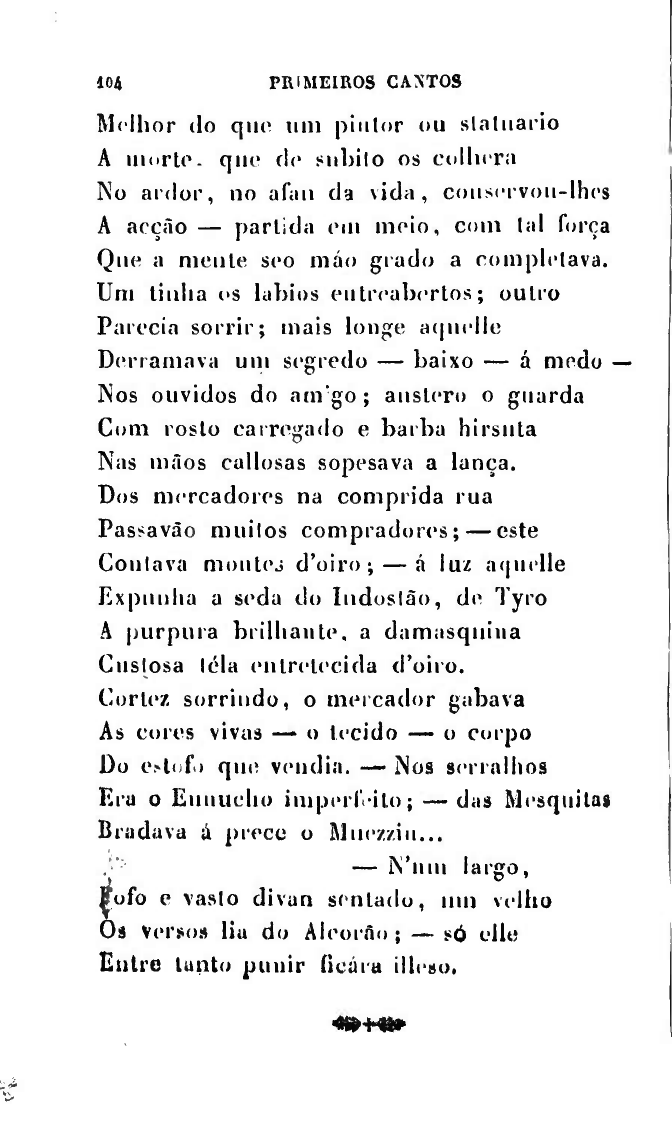 104 PRIMEIROS CANTOS
Melhor do que um pintor ou statuario
A morte. que de subito os colhera
No ardor, no afan da vida, conservou-lhes
A acção — partida em meio, com tal força
Que a mente seo máo grado a completava.
Um tinha os labios entreabertos; outro
Parecia sorrir; mais longe aquelle
Derramava um segredo — baixo — á medo —
Nos ouvidos do amigo; austero o guarda
Com rosto carregado e barba hirsuta
Nas mãos callosas sopesava a lança.
Dos mercadores na comprida rua
Passavão muitos compradores; — este
Contava montes d'oiro; — á luz aquelle
Expunha a seda do Indostão, de Tyro
A purpura brilhante, a damasquina
Custosa téla entretecida d'oiro.
Cortez sorrindo, o mercador gabava
As cores vivas — o tecido — o corpo
Do estofo que vendia. — Nos serralhos
Era o Eunucho imperfeito; — das Mesquitas
Bradava á prece o Muezzin...
— N'um largo,
Fofo e vasto divan sentado, um velho
Os versos lia do Alcorão; — só elle
Entre tanto punir ficára illeso.